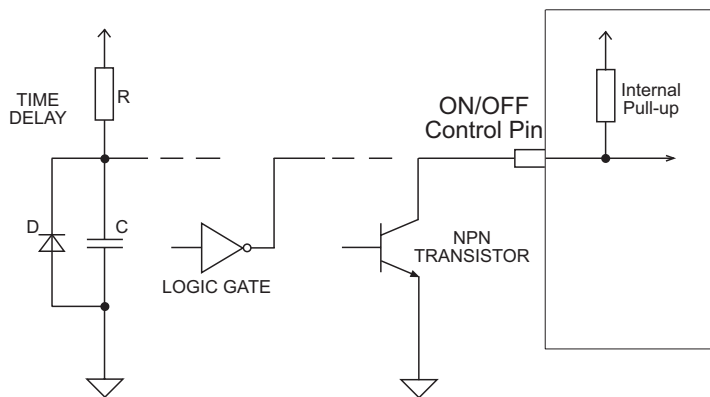 TIME
DELAY
R
D
C
LOGIC GATE
NPN
TRANSISTOR
ON/OFF
Control Pin
Internal
Pull-up